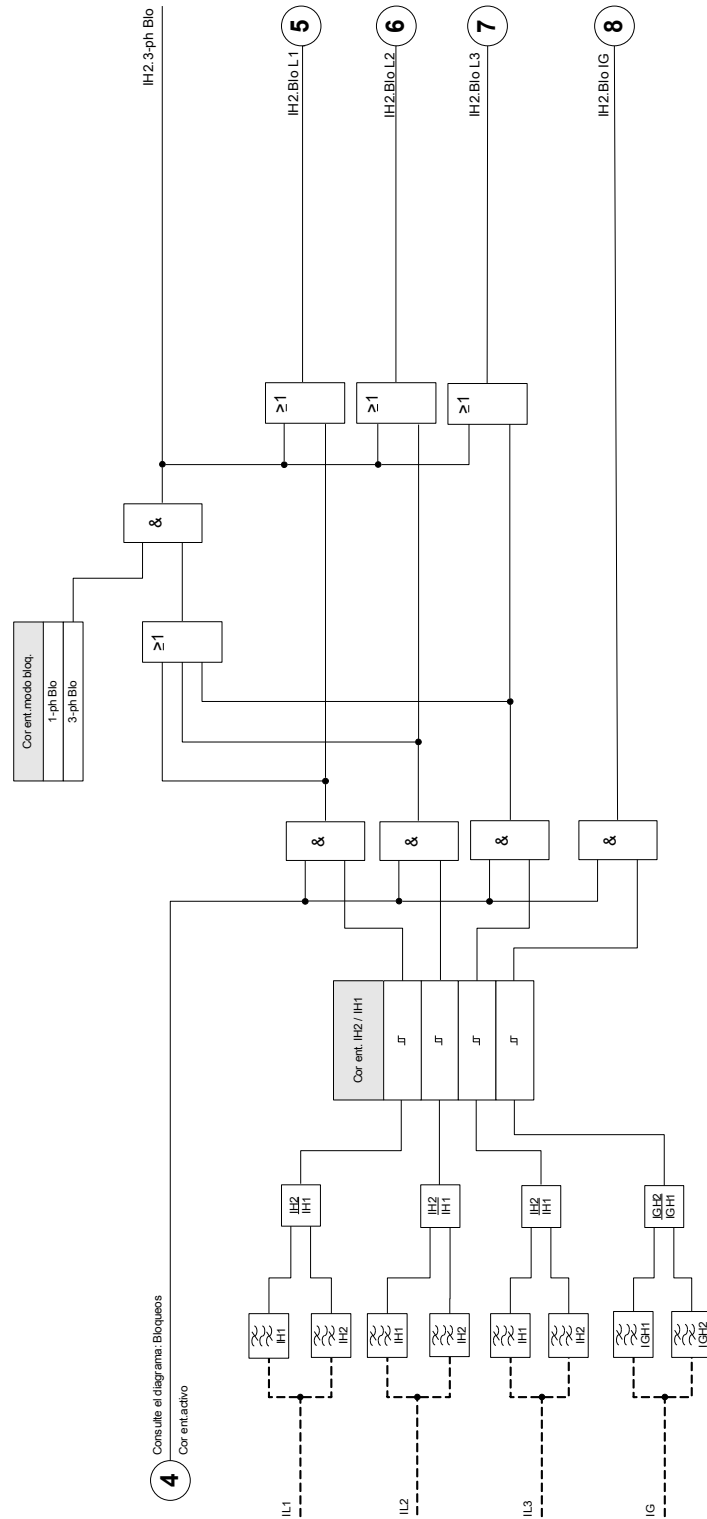 IH2.3-ph Blo
IH2.Blo L1
5
IH2.Blo L2
6
IH2.Blo L3
7
IH2.Blo IG
8
≥1
≥1
≥1
&
Cor ent.modo bloq.
1-ph Blo
3-ph Blo
≥1
&
&
&
&
Cor ent. IH2 / IH1
IH2
IH1
IH2
IH1
IH2
IH1
IGH2
IGH1
IH1
IH2
IH1
IH2
IH1
IH2
IGH1
IGH2
4
Consulte el diagrama: Bloqueos
Cor ent.activo
IL1
IL2
IL3
IG